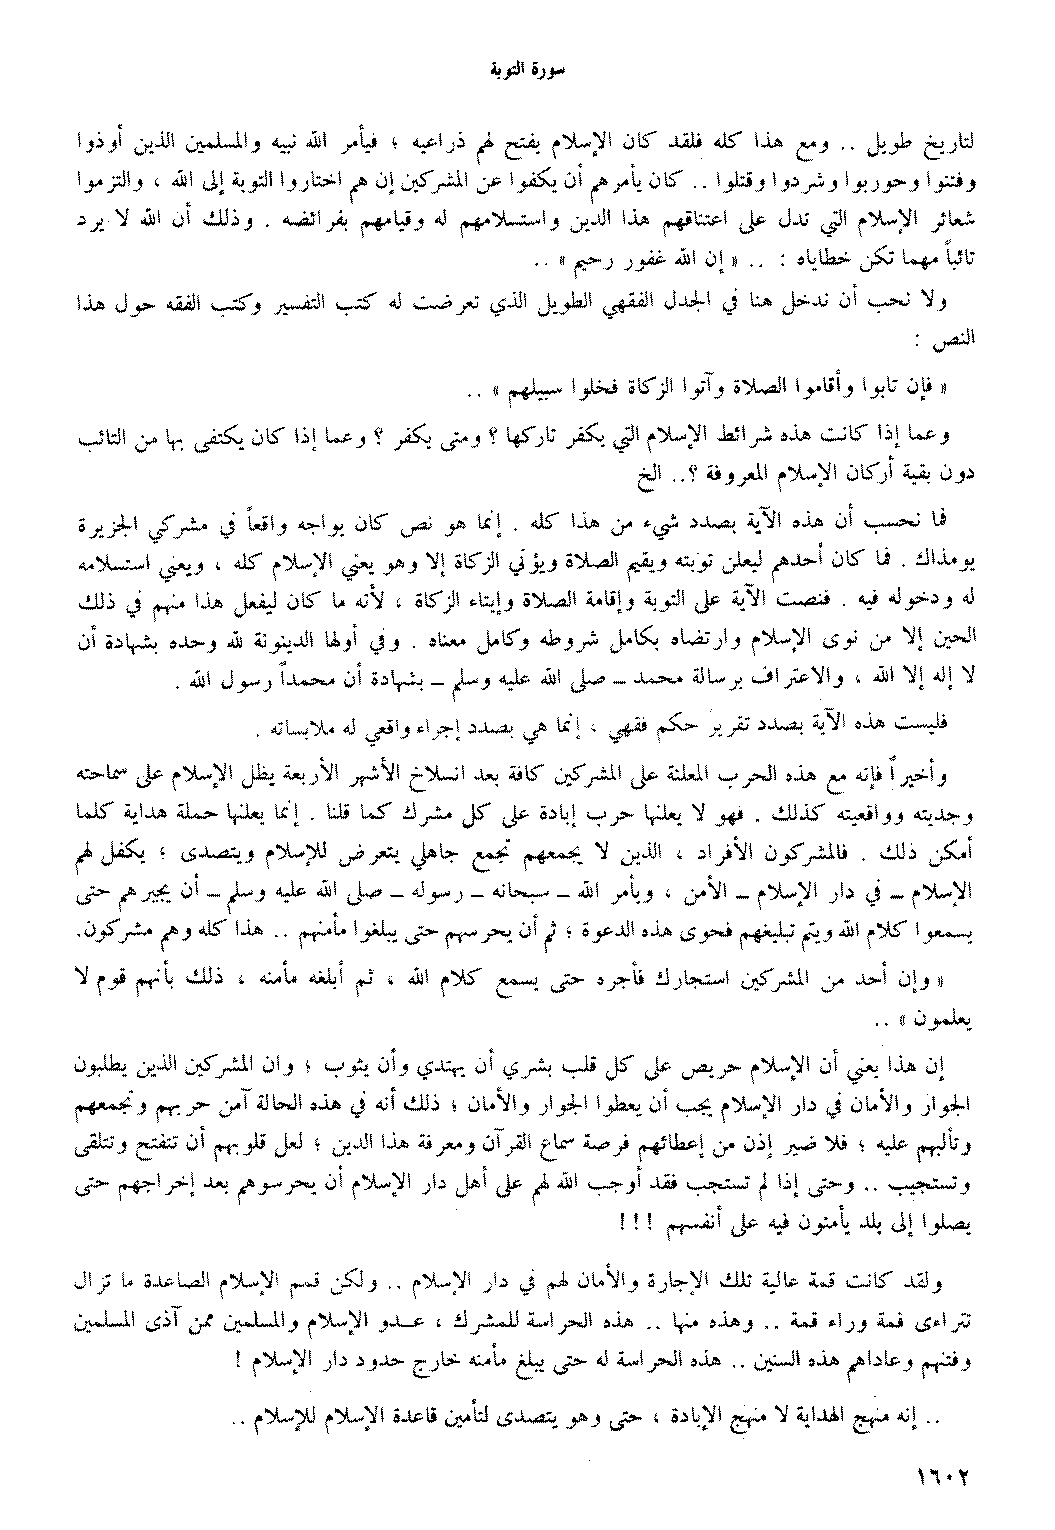 سورة التوبة
لتاريخ طويل .. ومع هذا كله فلقد كان الإسلام يفتح لهم ذراعيه ؛ فيأمر الله نبيه والمسلمين الذين أوذوا
وفتنوا وحوربوا وشردوا وقتلوا .. كان يأمرهم أن يكفوا عن المشركين إن هم اختاروا التوبة إلى الله ، والتزموا
شعائر الإسلام التي تدل على اعتناقهم هذا الدين واستسلامهم له وقيامهم بفرائضه . وذلك أن الله لا يرد
تائباً مهما تكن خطاياه : .. « إن الله غفور رحيم » ..
ولا نحب أن ندخل هنا في الجدل الفقهي الطويل الذي تعرضت له كتب التفسير وكتب الفقه حول هذا
النص :
« فإن تابوا وأقاموا الصلاة وآتوا الزكاة فخلوا سبيلهم » ..
وعما إذا كانت هذه شرائط الإسلام التي يكفر تاركها ؟ ومتى يكفر ؟ وعما إذا كان يكتفى بها من التائب
دون بقية أركان الإسلام المعروفة ؟.. الخ
فما نحسب أن هذه الآية بصدد شيء من هذا كله . إنما هو نص كان يواجه واقعاً في مشركي الجزيرة
يومذاك . فما كان أحدهم ليعلن توبته ويقيم الصلاة ويؤتي الزكاة إلا وهو يعني الإسلام كله ، ويعني استسلامه
له ودخوله فيه . فنصت الآية على التوبة وإقامة الصلاة وإيتاء الزكاة ، لأنه ما كان ليفعل هذا منهم في ذلك
الحين إلا من نوى الإسلام وارتضاه بكامل شروطه وكامل معناه . وفي أولها الدينونة لله وحده بشهادة أن
لا إله إلا الله ، والاعتراف برسالة محمد ـ صلى الله عليه وسلم ـ بشهادة أن محمداً رسول الله .
فليست هذه الآية بصدد تقرير حكم فقهي ، إنما هي بصدد إجراء واقعي له ملابساته .
وأخيراً فإنه مع هذه الحرب المعلنة على المشركين كافة بعد انسلاخ الأشهر الأربعة يظل الإسلام على سماحته
وجديته وواقعيته كذلك . فهو لا يعلنها حرب إبادة على كل مشرك كما قلنا . إنما يعلنها حملة هداية كلما
أمكن ذلك . فالمشركون الأفراد ، الذين لا يجمعهم تجمع جاهلي يتعرض للإسلام ويتصدى ؛ يكفل لهم
الإسلام ـ في دار الإسلام ـ الأمن ، ويأمر الله ـ سبحانه ـ رسوله ـ صلى الله عليه وسلم ـ أن يجيرهم حتى
يسمعوا كلام الله ويتم تبليغهم فحوى هذه الدعوة ؛ ثم أن يحرسهم حتى يبلغوا مأمنهم .. هذا كله وهم مشركون.
« وإن أحد من المشركين استجارك فأجره حتى يسمع كلام الله ، ثم أبلغه مأمنه ، ذلك بأنهم قوم لا
يعلمون » ..
إن هذا يعني أن الإسلام حريص على كل قلب بشري أن يهتدي وأن يثوب ؛ وان المشركين الذين يطلبون
الجوار والأمان في دار الإسلام يجب أن يعطوا الجوار والأمان ؛ ذلك أنه في هذه الحالة آمن حربهم وتجمعهم
وتألبهم عليه ؛ فلا ضير إذن من إعطائهم فرصة سماع القرآن ومعرفة هذا الدين ؛ لعل قلوبهم أن تتفتح وتتلقى
وتستجيب .. وحتى إذا لم تستجب فقد أوجب الله لهم على أهل دار الإسلام أن يحرسوهم بعد إخراجهم حتى
يصلوا إلى بلد يأمنون فيه على أنفسهم !!!
ولقد كانت قمة عالية تلك الإجارة والأمان لهم في دار الإسلام .. ولكن قمم الإسلام الصاعدة ما تزال
تتراءى قمة وراء قمة .. وهذه منها .. هذه الحراسة للمشرك ، عدو الإسلام والمسلمين ممن آذى المسلمين
وفتنهم وعاداهم هذه السنين .. هذه الحراسة له حتى يبلغ مأمنه خارج حدود دار الإسلام !
.. إنه منهج الهداية لا منهج الإبادة ، حتى وهو يتصدى لتأمين قاعدة الإسلام للإسلام ..
١٦٠٢